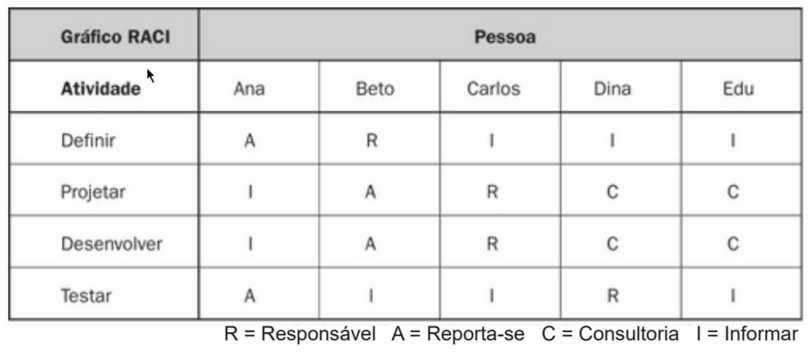 Gráfico RACI Pessoa
Atividade Ana Beto Carlos Dina Edu
Definir A R I I I
Projetar I A R C C
Desenvolver I A R C C
Testar A I I R I
R = Responsável A = Reporta-se C = Consultoria I = Informar